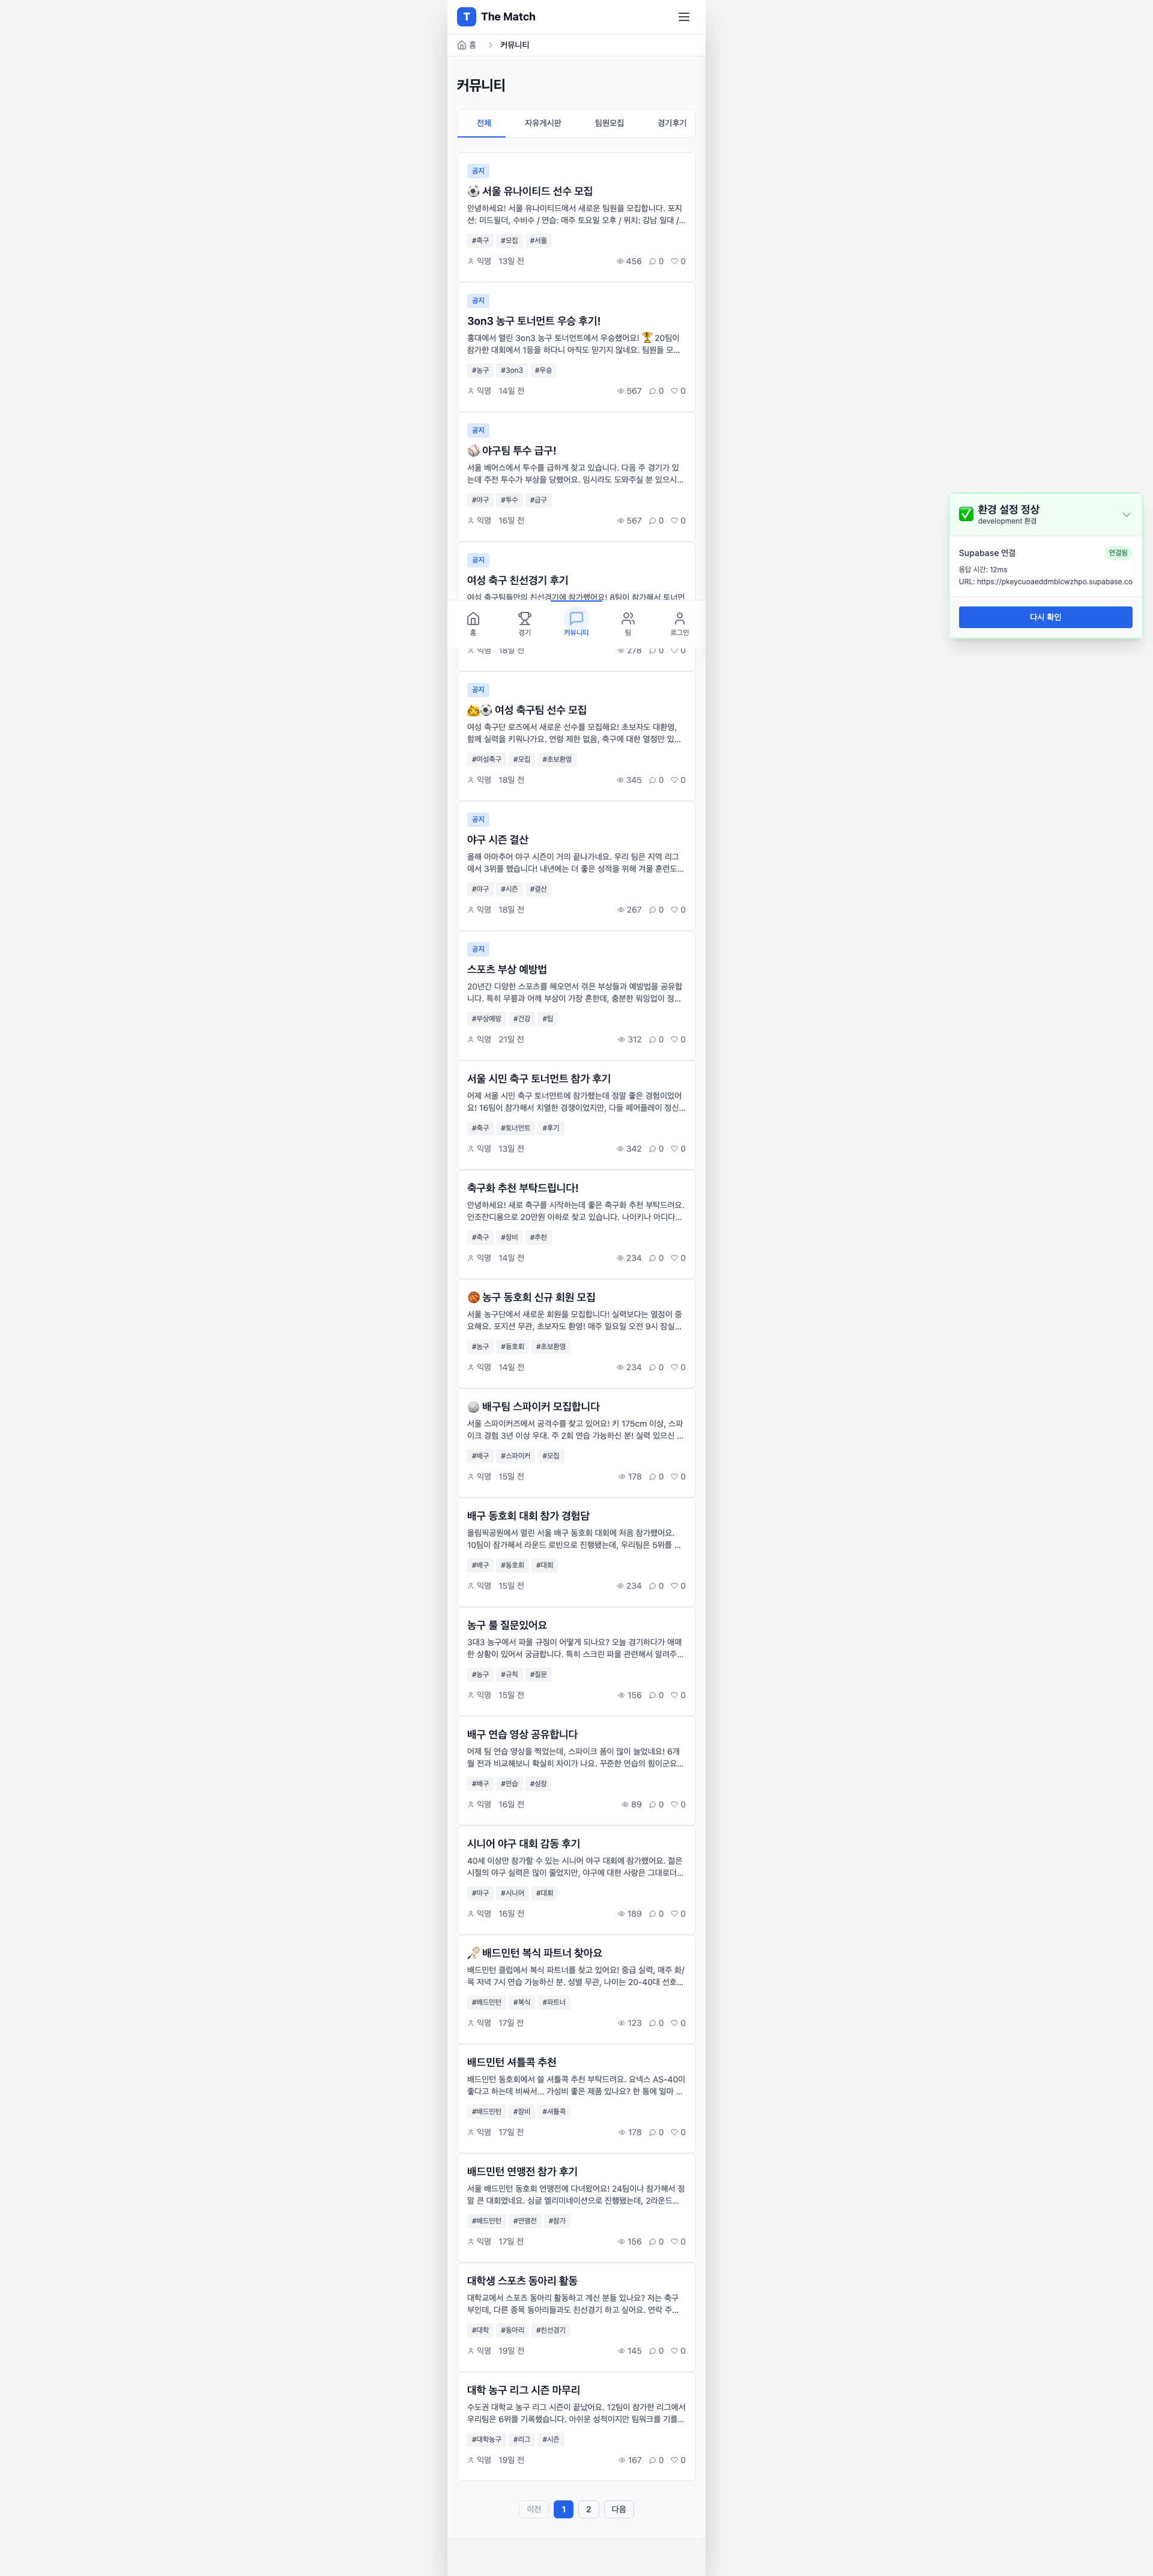 T The Match
홈 > 커뮤니티
커뮤니티
전체 자유게시판 팀원모집 경기후기
공지
⚽ 서울 유나이티드 선수 모집
안녕하세요! 서울 유나이티드에서 새로운 팀원을 모집합니다. 포지
션: 미드필더, 수비수 / 연습: 매주 토요일 오후 / 위치: 강남 일대 /...
#축구 #모집 #서울
익명 13일 전 456 0 0
공지
3on3 농구 토너먼트 우승 후기!
홍대에서 열린 3on3 농구 토너먼트에서 우승했어요! 🏆 20팀이
참가한 대회에서 1등을 하다니 아직도 믿기지 않네요. 팀원들 모...
#농구 #3on3 #우승
익명 14일 전 567 0 0
공지
⚾ 야구팀 투수 급구!
서울 베어스에서 투수를 급하게 찾고 있습니다. 다음 주 경기가 있
는데 주전 투수가 부상을 당했어요. 임시라도 도와주실 분 있으시...
#야구 #투수 #급구
익명 16일 전 567 0 0
공지
여성 축구 친선경기 후기
여성 축구팀들만의 친선경기에 참가했어요! 8팀이 참가해서 토너먼
홈 경기 커뮤니티 팀 로그인
익명 18일 전 278 0 0
공지
👩⚽ 여성 축구팀 선수 모집
여성 축구단 로즈에서 새로운 선수를 모집해요! 초보자도 대환영,
함께 실력을 키워나가요. 연령 제한 없음, 축구에 대한 열정만 있...
#여성축구 #모집 #초보환영
익명 18일 전 345 0 0
공지
야구 시즌 결산
올해 아마추어 야구 시즌이 거의 끝나가네요. 우리 팀은 지역 리그
에서 3위를 했습니다! 내년에는 더 좋은 성적을 위해 겨울 훈련도...
#야구 #시즌 #결산
익명 18일 전 267 0 0
공지
스포츠 부상 예방법
20년간 다양한 스포츠를 해오면서 겪은 부상들과 예방법을 공유합
니다. 특히 무릎과 어깨 부상이 가장 흔한데, 충분한 워밍업이 정...
#부상예방 #건강 #팁
익명 21일 전 312 0 0
서울 시민 축구 토너먼트 참가 후기
어제 서울 시민 축구 토너먼트에 참가했는데 정말 좋은 경험이었어
요! 16팀이 참가해서 치열한 경쟁이었지만, 다들 페어플레이 정신...
#축구 #토너먼트 #후기
익명 13일 전 342 0 0
축구화 추천 부탁드립니다!
안녕하세요! 새로 축구를 시작하는데 좋은 축구화 추천 부탁드려요.
인조잔디용으로 20만원 이하로 찾고 있습니다. 나이키나 아디다...
#축구 #장비 #추천
익명 14일 전 234 0 0
🏀 농구 동호회 신규 회원 모집
서울 농구단에서 새로운 회원을 모집합니다! 실력보다는 열정이 중
요해요. 포지션 무관, 초보자도 환영! 매주 일요일 오전 9시 잠실...
#농구 #동호회 #초보환영
익명 14일 전 234 0 0
🏐 배구팀 스파이커 모집합니다
서울 스파이커즈에서 공격수를 찾고 있어요! 키 175cm 이상, 스파
이크 경험 3년 이상 우대. 주 2회 연습 가능하신 분! 실력 있으신 ...
#배구 #스파이커 #모집
익명 15일 전 178 0 0
배구 동호회 대회 참가 경험담
올림픽공원에서 열린 서울 배구 동호회 대회에 처음 참가했어요.
10팀이 참가해서 라운드 로빈으로 진행됐는데, 우리팀은 5위를 ...
#배구 #동호회 #대회
익명 15일 전 234 0 0
농구 룰 질문있어요
3대3 농구에서 파울 규정이 어떻게 되나요? 오늘 경기하다가 애매
한 상황이 있어서 궁금합니다. 특히 스크린 파울 관련해서 알려주...
#농구 #규칙 #질문
익명 15일 전 156 0 0
배구 연습 영상 공유합니다
어제 팀 연습 영상을 찍었는데, 스파이크 폼이 많이 늘었네요! 6개
월 전과 비교해보니 확실히 차이가 나요. 꾸준한 연습의 힘이군요...
#배구 #연습 #성장
익명 16일 전 89 0 0
시니어 야구 대회 감동 후기
40세 이상만 참가할 수 있는 시니어 야구 대회에 참가했어요. 젊은
시절의 야구 실력은 많이 줄었지만, 야구에 대한 사랑은 그대로더...
#야구 #시니어 #대회
익명 16일 전 189 0 0
🏸 배드민턴 복식 파트너 찾아요
배드민턴 클럽에서 복식 파트너를 찾고 있어요! 중급 실력, 매주 화/
목 저녁 7시 연습 가능하신 분. 성별 무관, 나이는 20-40대 선호...
#배드민턴 #복식 #파트너
익명 17일 전 123 0 0
배드민턴 셔틀콕 추천
배드민턴 동호회에서 쓸 셔틀콕 추천 부탁드려요. 요넥스 AS-40이
좋다고 하는데 비싸서... 가성비 좋은 제품 있나요? 한 통에 얼마 ...
#배드민턴 #장비 #셔틀콕
익명 17일 전 178 0 0
배드민턴 연맹전 참가 후기
서울 배드민턴 동호회 연맹전에 다녀왔어요! 24팀이나 참가해서 정
말 큰 대회였네요. 싱글 엘리미네이션으로 진행됐는데, 2라운드...
#배드민턴 #연맹전 #참가
익명 17일 전 156 0 0
대학생 스포츠 동아리 활동
대학교에서 스포츠 동아리 활동하고 계신 분들 있나요? 저는 축구
부인데, 다른 종목 동아리들과도 친선경기 하고 싶어요. 연락 주...
#대학 #동아리 #친선경기
익명 19일 전 145 0 0
대학 농구 리그 시즌 마무리
수도권 대학교 농구 리그 시즌이 끝났어요. 12팀이 참가한 리그에서
우리팀은 6위를 기록했습니다. 아쉬운 성적이지만 팀워크를 기를...
#대학농구 #리그 #시즌
익명 19일 전 167 0 0
이전 1 2 다음
✅ 환경 설정 정상
development 환경
Supabase 연결 연결됨
응답 시간: 12ms
URL: https://pkeycuoaeddmblcwzhpo.supabase.co
다시 확인